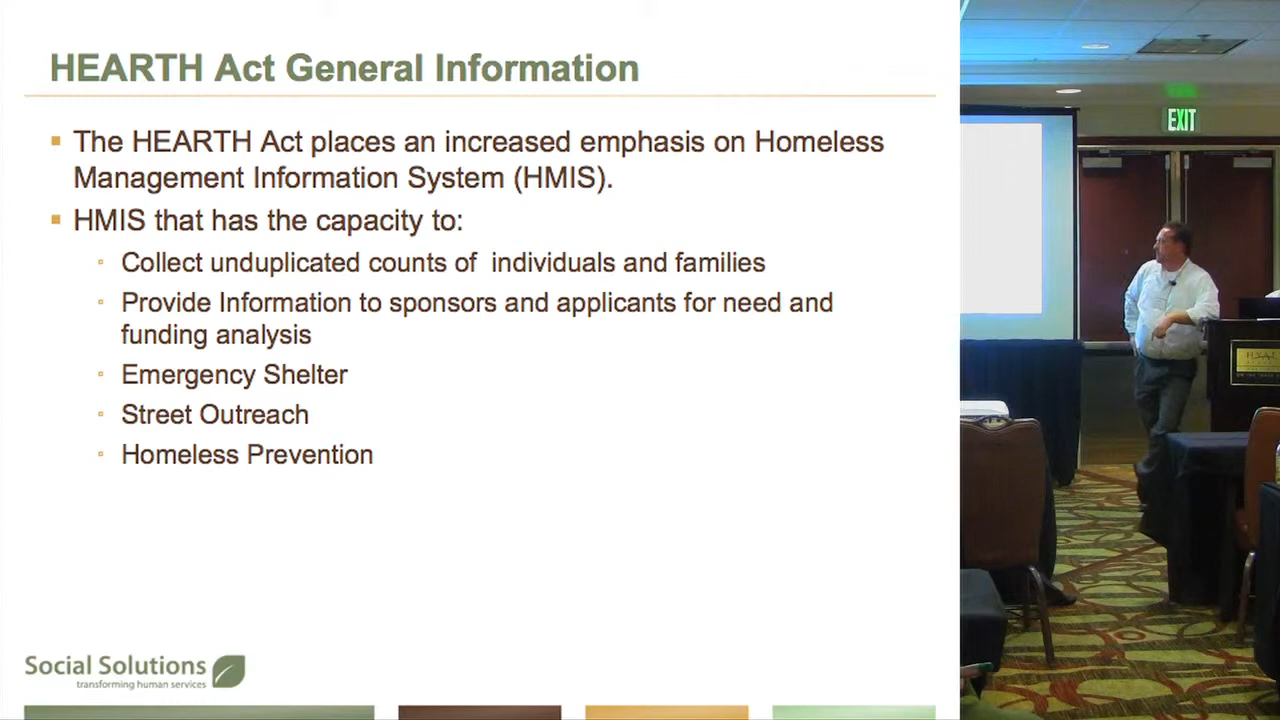 HEARTH Act General Information
The HEARTH Act places an increased emphasis on Homeless
Management Information System (HMIS).
HMIS that has the capacity to:
Collect unduplicated counts of individuals and families
Provide Information to sponsors and applicants for need and
funding analysis
Emergency Shelter
Street Outreach
Homeless Prevention
Social Solutions
transforming human services
EXIT